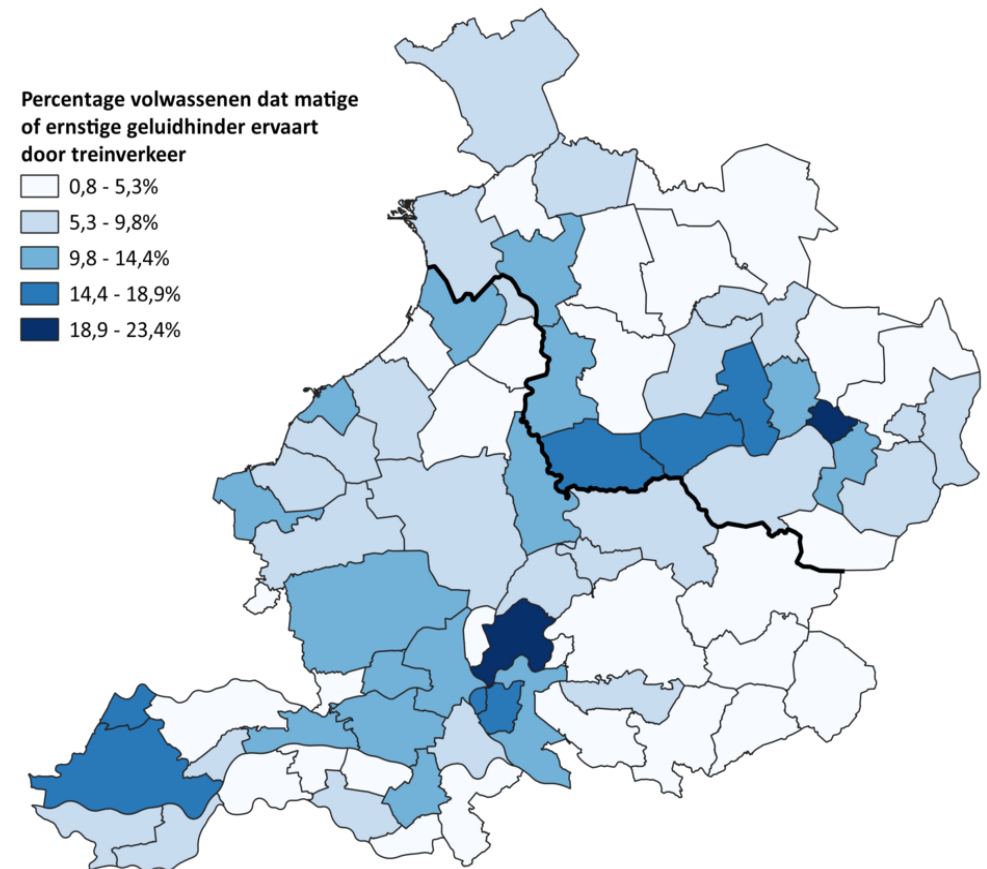 Percentage volwassenen dat matige
of ernstige geluidhinder ervaart
door treinverkeer
0,8 - 5,3%
5,3 - 9,8%
9,8 - 14,4%
14,4 - 18,9%
18,9 - 23,4%